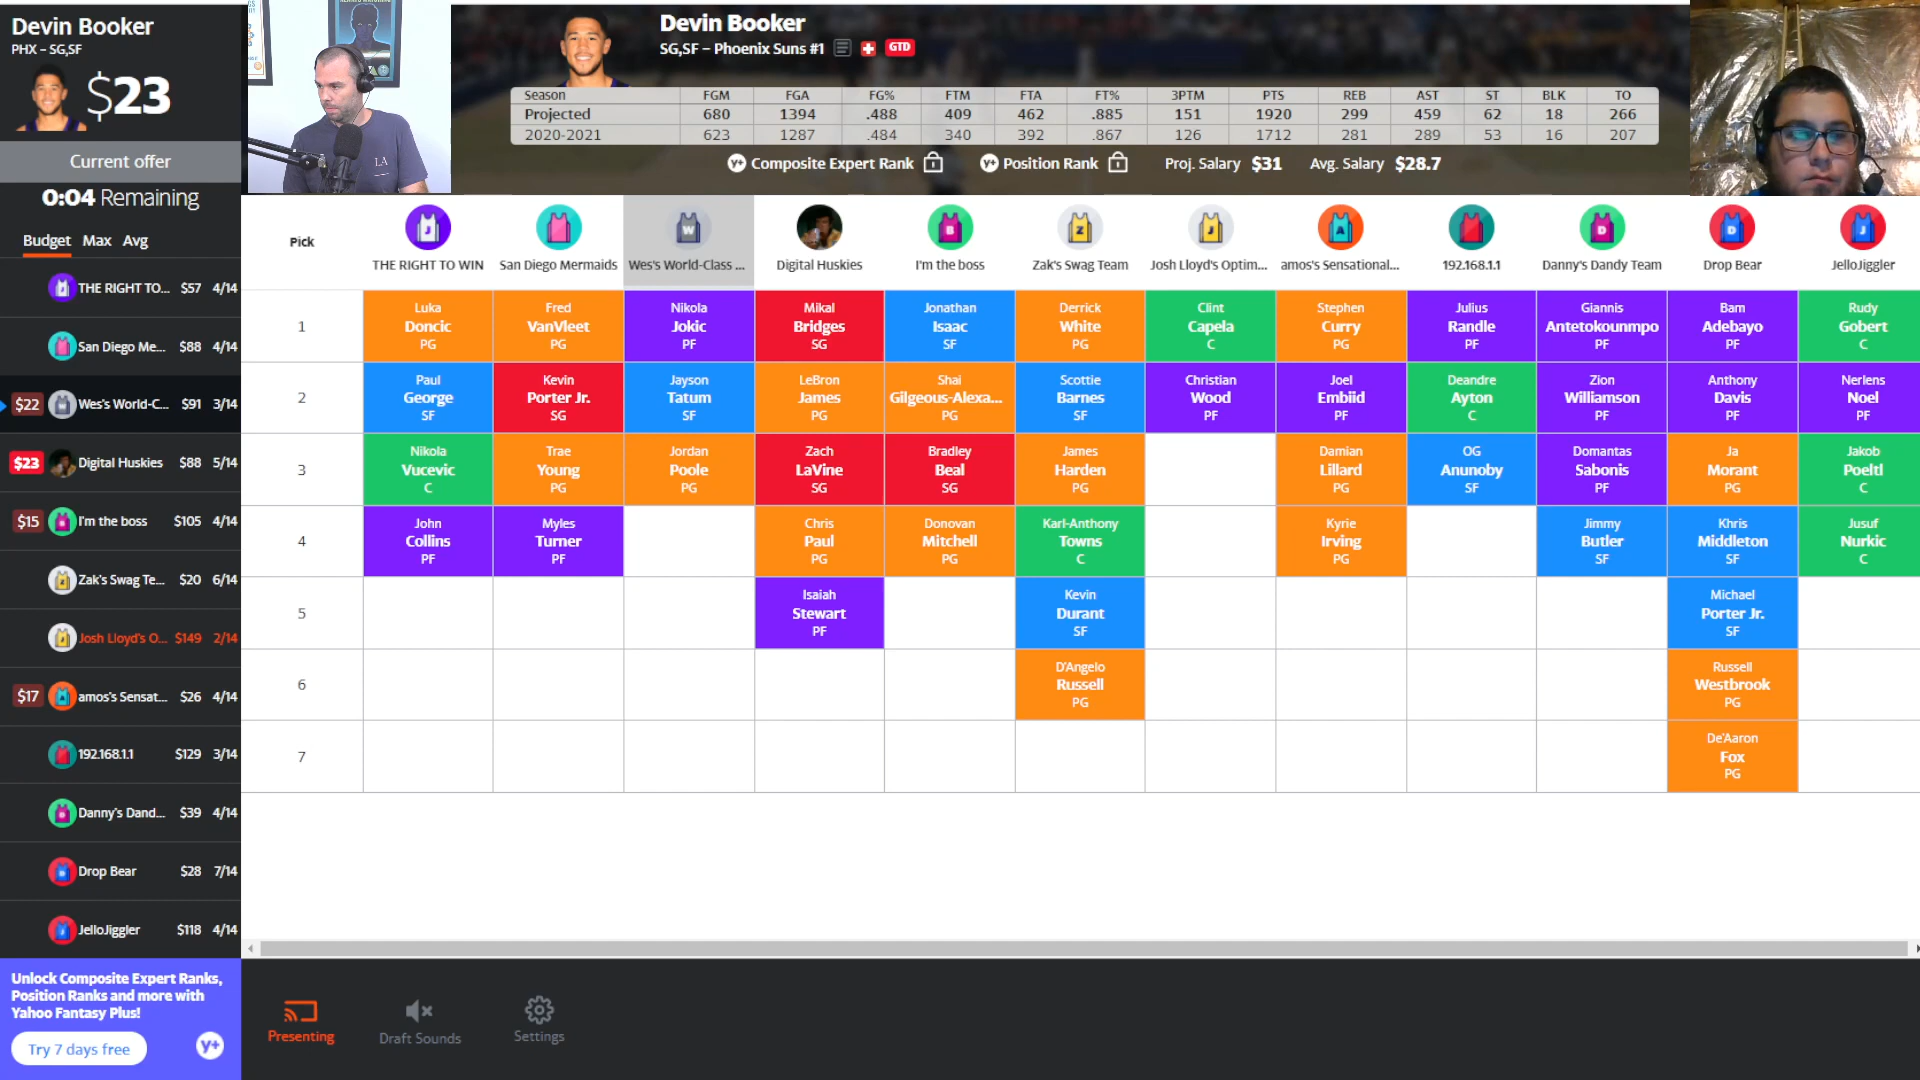 Devin Booker
PHX – SG,SF
$23
Current offer
0:04 Remaining
Budget Max Avg
THE RIGHT TO... $57 4/14
San Diego Me... $88 4/14
$22 Wes's World-C... $91 3/14
$23 Digital Huskies $88 5/14
$15 I'm the boss $105 4/14
Zak's Swag Te... $20 6/14
Josh Lloyd's O... $149 2/14
$17 amos's Sensat... $26 4/14
192.168.1.1 $129 3/14
Danny's Dand... $39 4/14
Drop Bear $28 7/14
JelloJiggler $118 4/14
Unlock Composite Expert Ranks,
Position Ranks and more with
Yahoo Fantasy Plus!
Try 7 days free
y+
LA
Devin Booker
SG,SF – Phoenix Suns #1 GTD
Season FGM FGA FG% FTM FTA FT% 3PTM PTS REB AST ST BLK TO
Projected 680 1394 .488 409 462 .885 151 1920 299 459 62 18 266
2020-2021 623 1287 .484 340 392 .867 126 1712 281 289 53 16 207
y+ Composite Expert Rank y+ Position Rank Proj. Salary $31 Avg. Salary $28.7
J W B Z J A D D J
Pick THE RIGHT TO WIN San Diego Mermaids Wes's World-Class ... Digital Huskies I'm the boss Zak's Swag Team Josh Lloyd's Optim... amos's Sensational... 192.168.1.1 Danny's Dandy Team Drop Bear JelloJiggler
Luka Fred Nikola Mikal Jonathan Derrick Clint Stephen Julius Giannis Bam Rudy
1 Doncic VanVleet Jokic Bridges Isaac White Capela Curry Randle Antetokounmpo Adebayo Gobert
PG PG PF SG SF PG C PG PF PF PF C
Paul Kevin Jayson LeBron Shai Scottie Christian Joel Deandre Zion Anthony Nerlens
2 George Porter Jr. Tatum James Gilgeous-Alexa... Barnes Wood Embiid Ayton Williamson Davis Noel
SF SG SF PG PG SF PF PF C PF PF PF
Nikola Trae Jordan Zach Bradley James Damian OG Domantas Ja Jakob
3 Vucevic Young Poole LaVine Beal Harden Lillard Anunoby Sabonis Morant Poeltl
C PG PG SG SG PG PG SF PF PG C
John Myles Chris Donovan Karl-Anthony Kyrie Jimmy Khris Jusuf
4 Collins Turner Paul Mitchell Towns Irving Butler Middleton Nurkic
PF PF PG PG C PG SF SF C
Isaiah Kevin Michael
5 Stewart Durant Porter Jr.
PF SF SF
D'Angelo Russell
6 Russell Westbrook
PG PG
De'Aaron
7 Fox
PG
Presenting Draft Sounds Settings